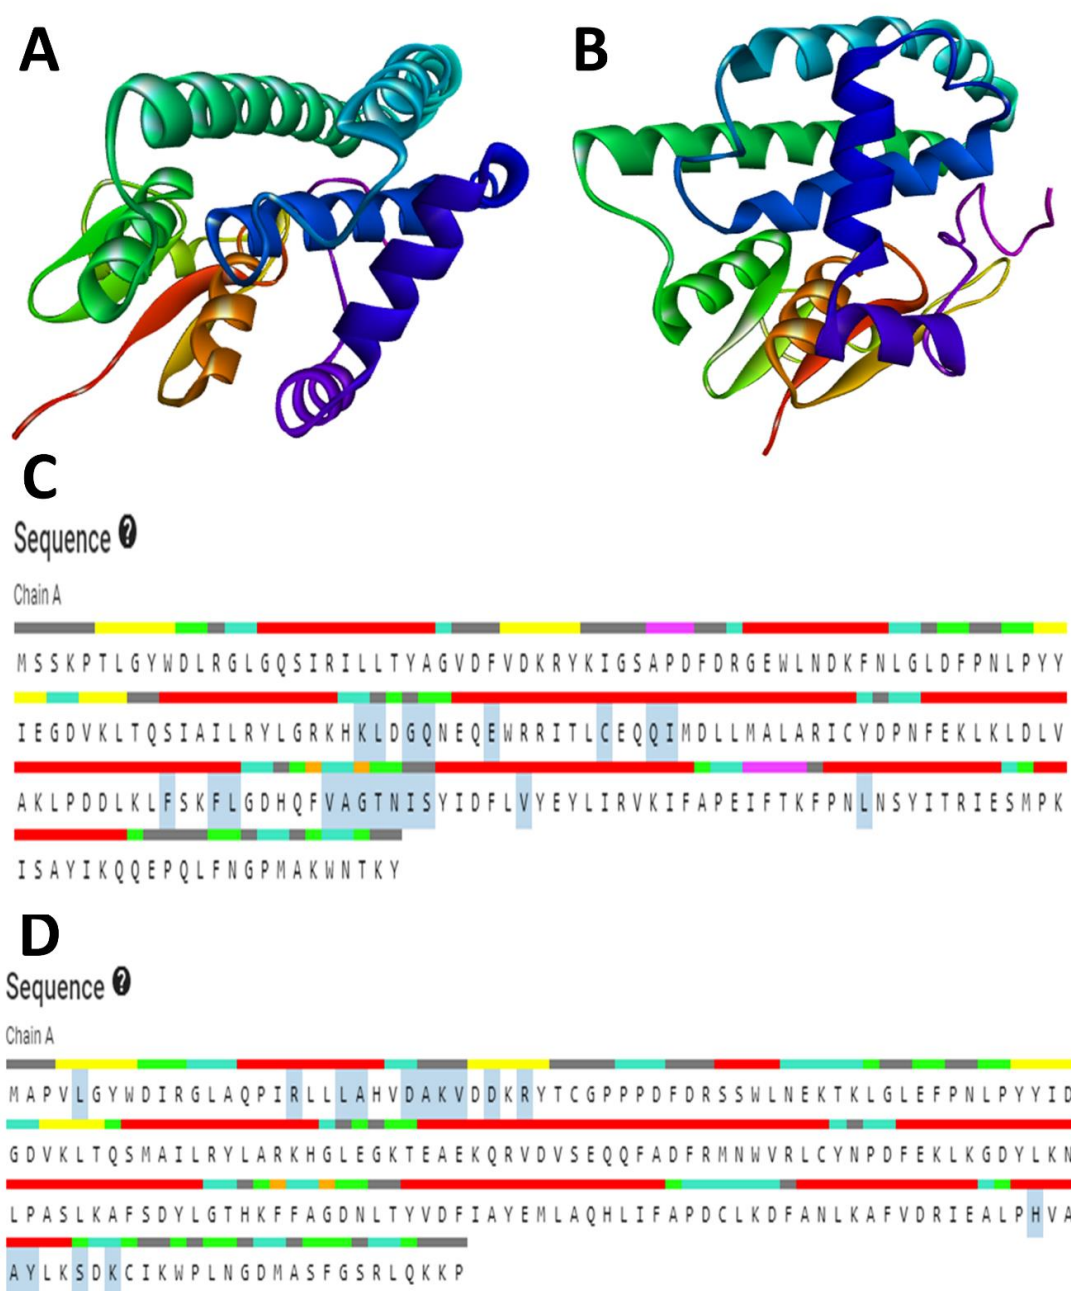 A
B
C
Sequence ?
Chain A
MSSKPTLGYWDLRGLGQSIRILLTYAGVDFVDKRYKIGSAPDFDRGEWLNDKFNLGLDFPNLPYY
IEGDVKLTQSIAILRYLGRKHKLDGQNEQEWRRITLCEQQIMDLLMALARICYDPNFEKLKLDLV
AKLPDDLKLFSKFLGDHQFVAGTNISYIDFLVYEYLIRVKIFAPEIFTKFPNLNSYITRIESMPK
ISAYIKQQEPQLFNGPMAKWNTKY
D
Sequence ?
Chain A
MAPVLGYWDIRGLAQPIRLLLAHVDAKVDDKRYTCGPPPDFDRSSWLNEKTKLGLEFPNLPYYID
GDVKLTQSMAILRYLARKHGLEGKTEAEKQRVDVSEQQFADFRMNWVRLCYNPDFEKLKGDYLKN
LPASLKAFSDYLGTHKFFAGDNLTYVDFIAYEMLAQHLIFAPDCLKDFANLKAFVDRIEALPHVA
AYLKSDKCIKWPLNGDMASFGSRLQKKP